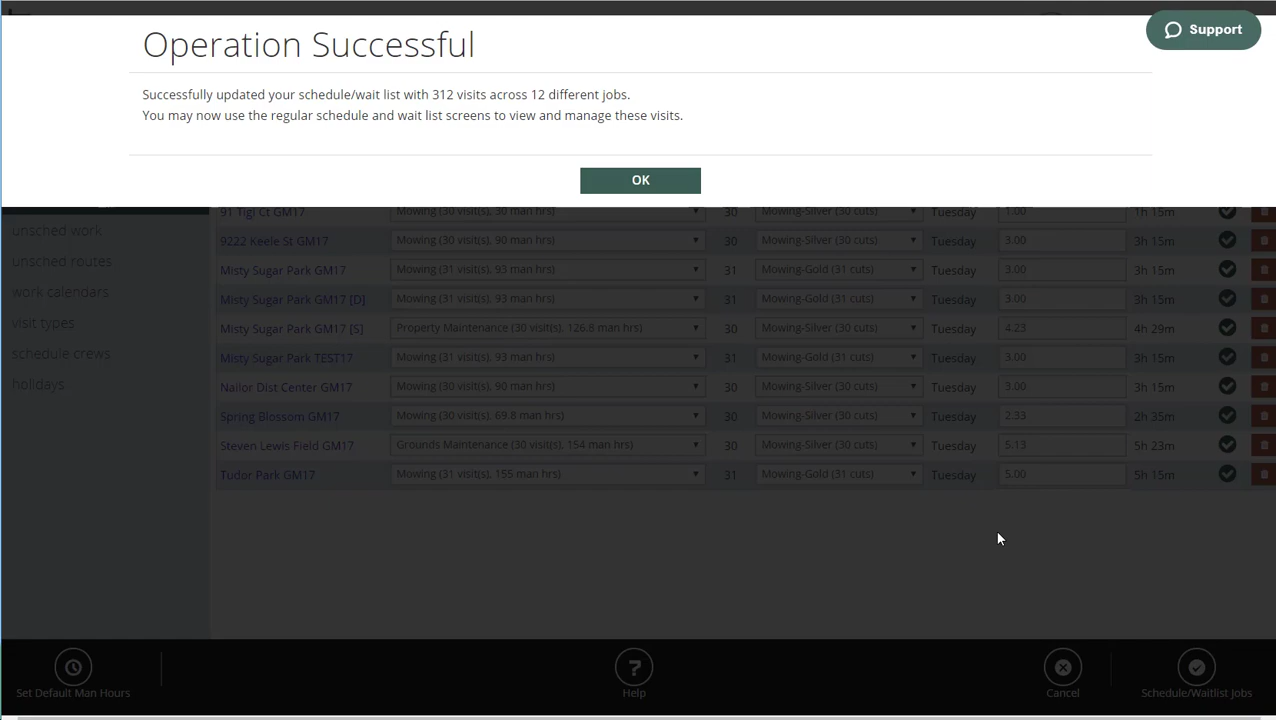 Operation Successful
Support
Successfully updated your schedule/wait list with 312 visits across 12 different jobs.
You may now use the regular schedule and wait list screens to view and manage these visits.
OK
91 Tigi Ct GM17 Mowing (30 visit(s), 30 man hrs) 30 Mowing-Silver (30 cuts) Tuesday 1.00 1h 15m
unsched work
9222 Keele St GM17 Mowing (30 visit(s), 90 man hrs) 30 Mowing-Silver (30 cuts) Tuesday 3.00 3h 15m
unsched routes
Misty Sugar Park GM17 Mowing (31 visit(s), 93 man hrs) 31 Mowing-Gold (31 cuts) Tuesday 3.00 3h 15m
work calendars
Misty Sugar Park GM17 [D] Mowing (31 visit(s), 93 man hrs) 31 Mowing-Gold (31 cuts) Tuesday 3.00 3h 15m
visit types
Misty Sugar Park GM17 [S] Property Maintenance (30 visit(s), 126.8 man hrs) 30 Mowing-Silver (30 cuts) Tuesday 4.23 4h 29m
schedule crews
Misty Sugar Park TEST17 Mowing (31 visit(s), 93 man hrs) 31 Mowing-Gold (31 cuts) Tuesday 3.00 3h 15m
holidays
Nailor Dist Center GM17 Mowing (30 visit(s), 90 man hrs) 30 Mowing-Silver (30 cuts) Tuesday 3.00 3h 15m
Spring Blossom GM17 Mowing (30 visit(s), 69.8 man hrs) 30 Mowing-Silver (30 cuts) Tuesday 2.33 2h 35m
Steven Lewis Field GM17 Grounds Maintenance (30 visit(s), 154 man hrs) 30 Mowing-Silver (30 cuts) Tuesday 5.13 5h 23m
Tudor Park GM17 Mowing (31 visit(s), 155 man hrs) 31 Mowing-Gold (31 cuts) Tuesday 5.00 5h 15m
Set Default Man Hours
Help
Cancel
Schedule/Waitlist Jobs